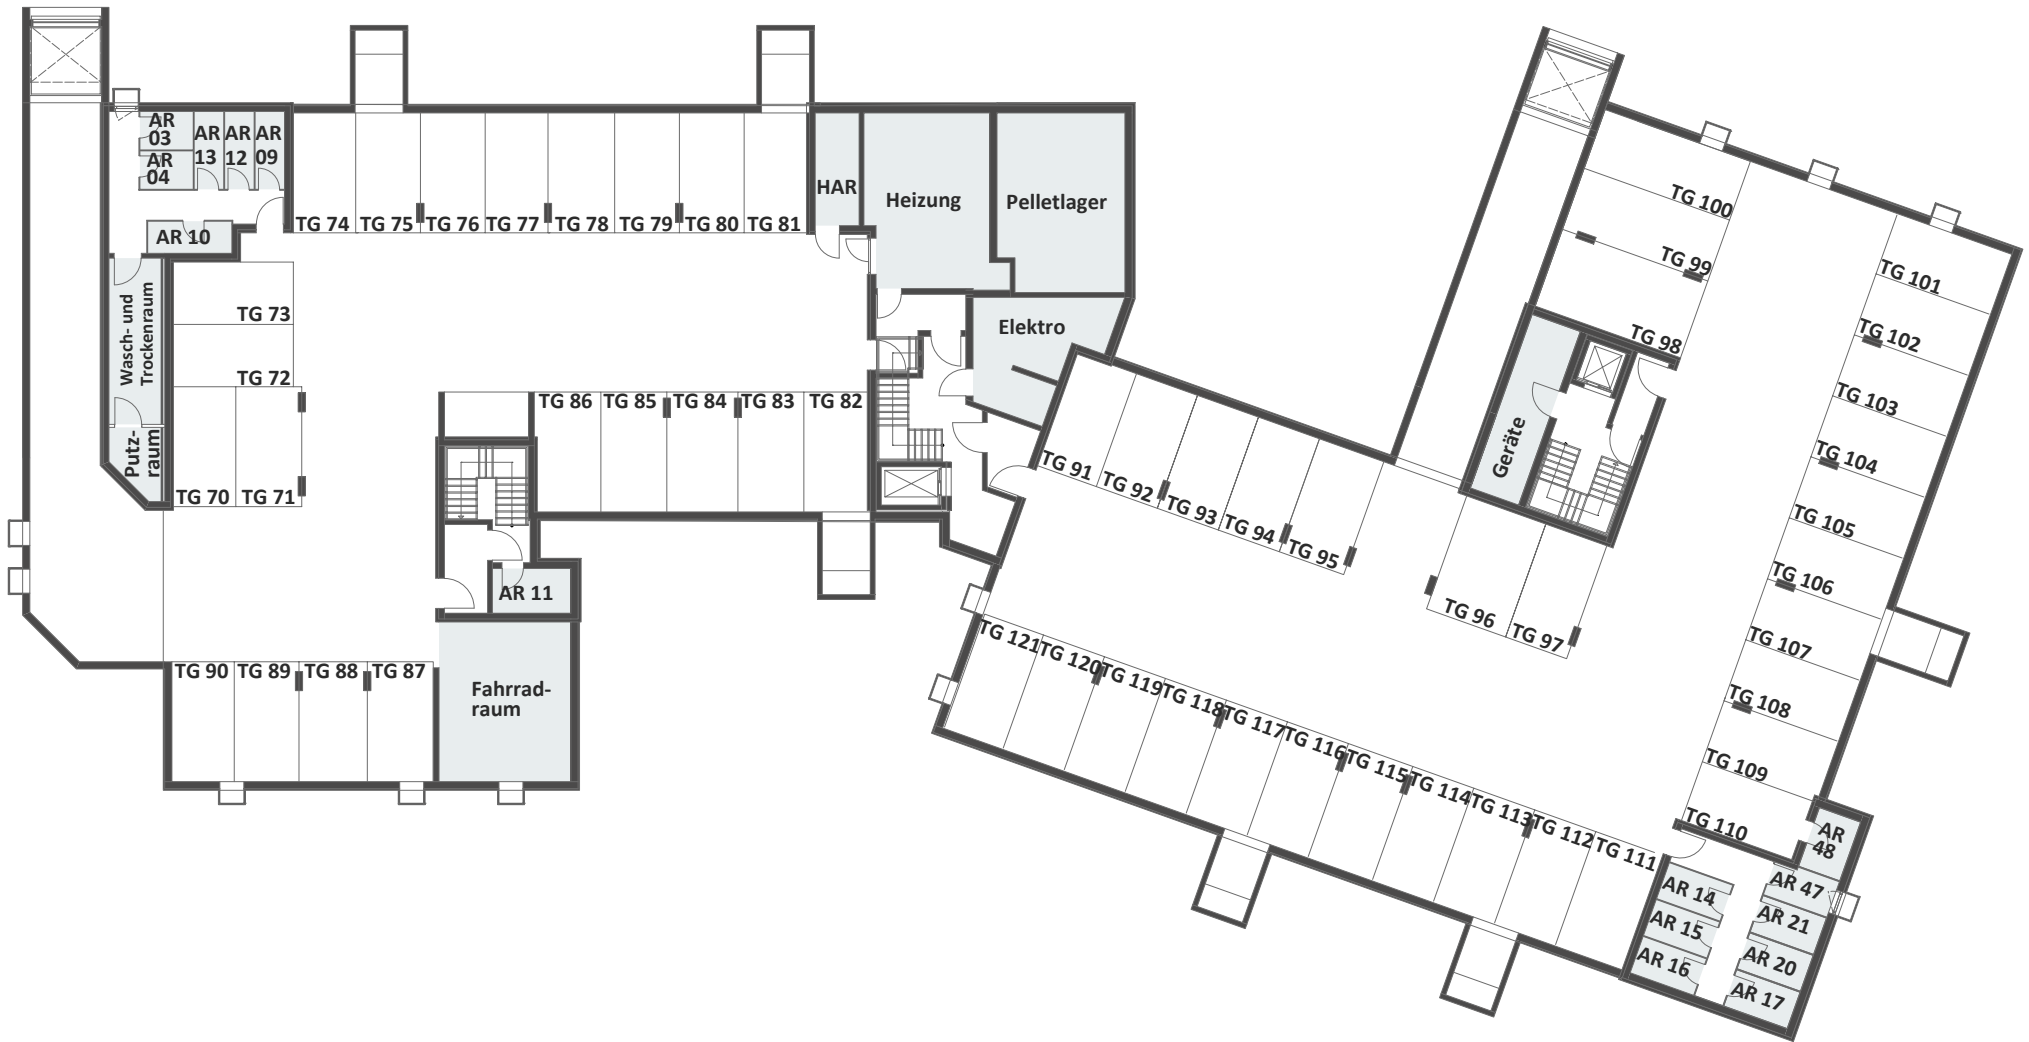 AR
03
AR
04
AR
13
AR
12
AR
09
AR 10
Wasch- und
Trockenraum
Putz-
raum
TG 74
TG 75
TG 76
TG 77
TG 78
TG 79
TG 80
TG 81
HAR
Heizung
Pelletlager
Elektro
TG 73
TG 72
TG 70
TG 71
TG 86
TG 85
TG 84
TG 83
TG 82
AR 11
Fahrrad-
raum
TG 90
TG 89
TG 88
TG 87
TG 91
TG 92
TG 93
TG 94
TG 95
TG 96
TG 97
Geräte
TG 98
TG 99
TG 100
TG 101
TG 102
TG 103
TG 104
TG 105
TG 106
TG 107
TG 108
TG 109
TG 110
TG 121
TG 120
TG 119
TG 118
TG 117
TG 116
TG 115
TG 114
TG 113
TG 112
TG 111
AR
48
AR 47
AR 21
AR 20
AR 17
AR 14
AR 15
AR 16